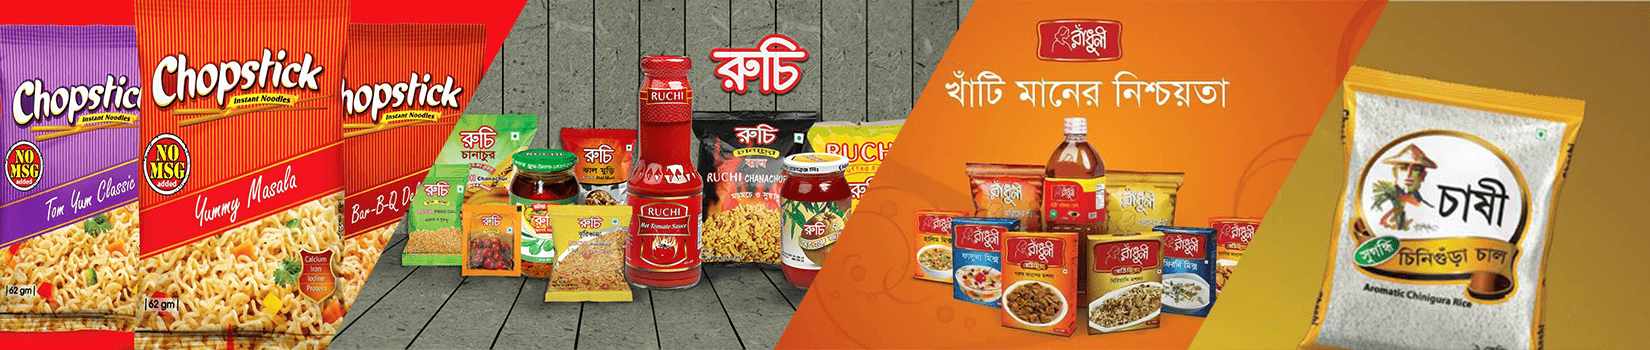 Chopstick
Instant Noodles
NO
MSG
added
Tom Yum Classic
62 gm
Chopstick
Instant Noodles
NO
MSG
added
Yummy Masala
Calcium
Iron
Iodine
Protein
62 gm
hopstick
Instant Noodles
Bar-B-Q De
রুচি
রুচি
চানাচুর
রুচি
ঝাল মুড়ি
RUCHI
RUCHI
Hot Tomato Sauce
রুচি
ঝাল
RUCHI CHANACHUR
RUCHI
রুচি
রুচি
রুচি
রুচি
রাঁধুনী
খাঁটি মানের নিশ্চয়তা
রাঁধুনী
রাঁধুনী
রাঁধুনী
ফালুদা মিক্স
রাঁধুনী
রাঁধুনী
ফিরনি মিক্স
হালিম মিক্স
চাষী
সুগন্ধি
চিনিগুঁড়া চাল
Aromatic Chinigura Rice